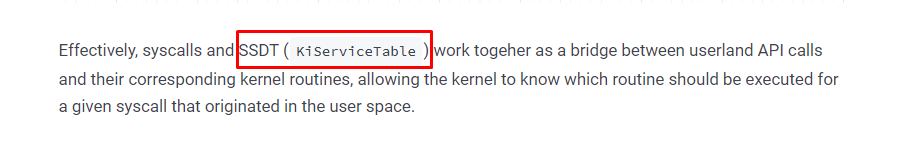 Effectively, syscalls and SSDT ( KiServiceTable ) work togeher as a bridge between userland API calls
and their corresponding kernel routines, allowing the kernel to know which routine should be executed for
a given syscall that originated in the user space.